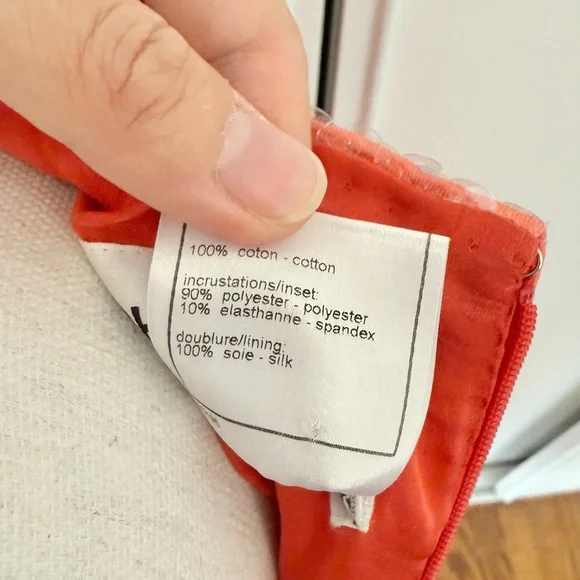 100% coton - cotton
incrustations/inset:
90% polyester - polyester
10% elasthanne - spandex
doublure/lining:
100% soie - silk